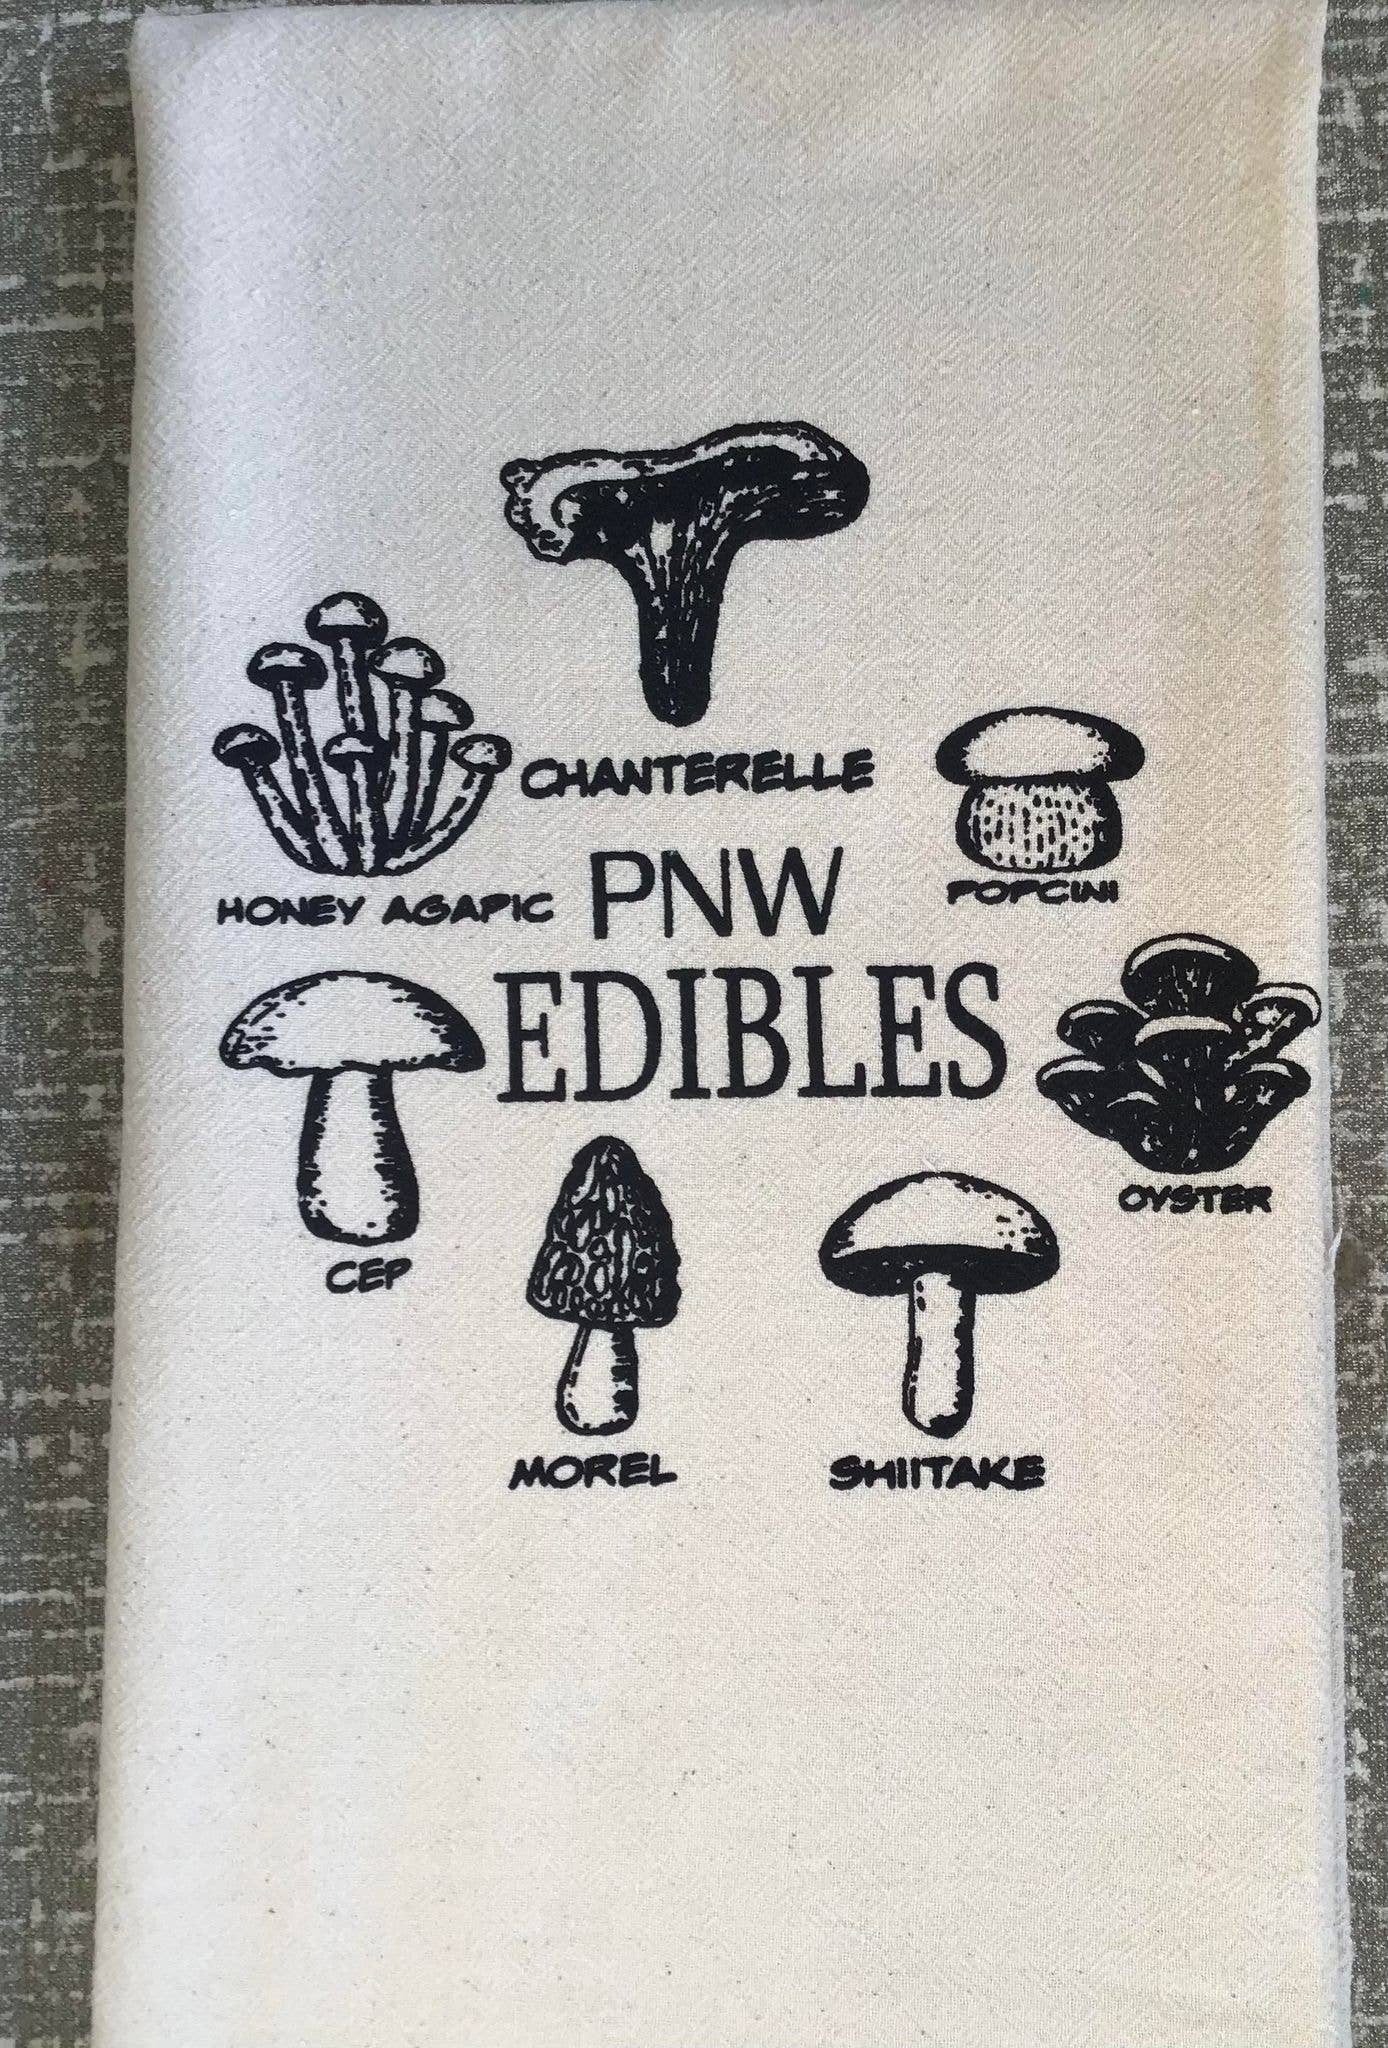 CHANTERELLE
HONEY AGAPIC
POPCINI
PNW
EDIBLES
OYSTER
CEP
MOREL
SHIITAKE